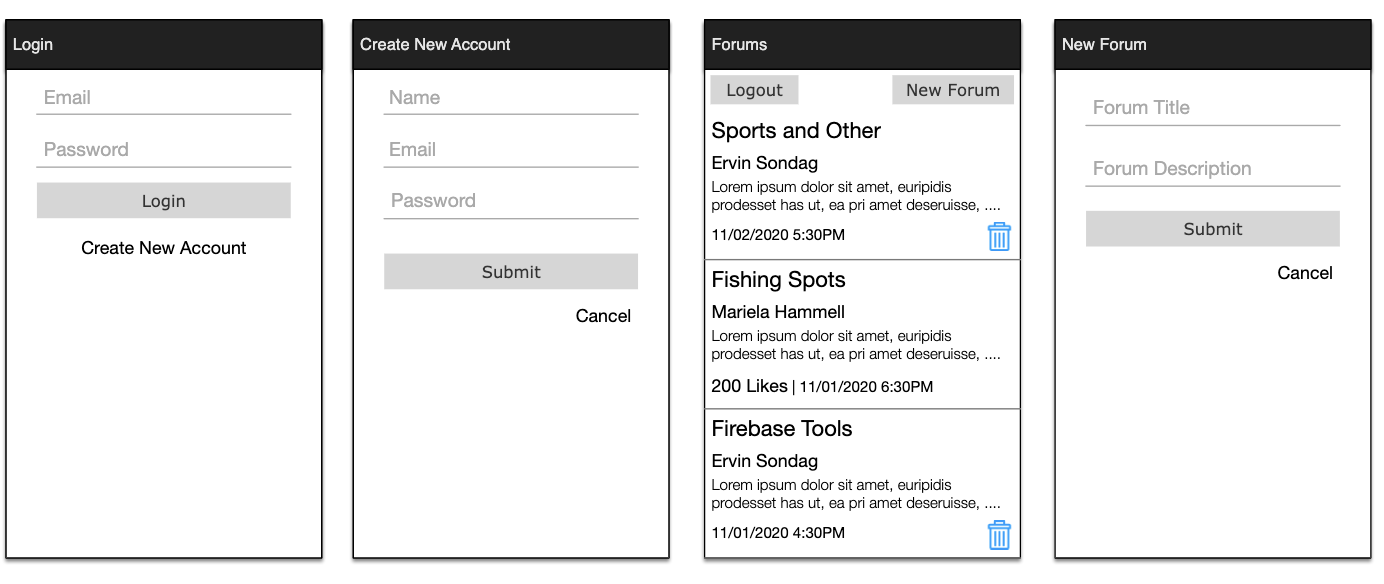 Login
Email
Password
Login
Create New Account
Create New Account
Name
Email
Password
Submit
Cancel
Forums
Logout
New Forum
Sports and Other
Ervin Sondag
Lorem ipsum dolor sit amet, euripidis
prodesset has ut, ea pri amet deseruisse, ....
11/02/2020 5:30PM
Fishing Spots
Mariela Hammell
Lorem ipsum dolor sit amet, euripidis
prodesset has ut, ea pri amet deseruisse, ....
200 Likes | 11/01/2020 6:30PM
Firebase Tools
Ervin Sondag
Lorem ipsum dolor sit amet, euripidis
prodesset has ut, ea pri amet deseruisse, ....
11/01/2020 4:30PM
New Forum
Forum Title
Forum Description
Submit
Cancel